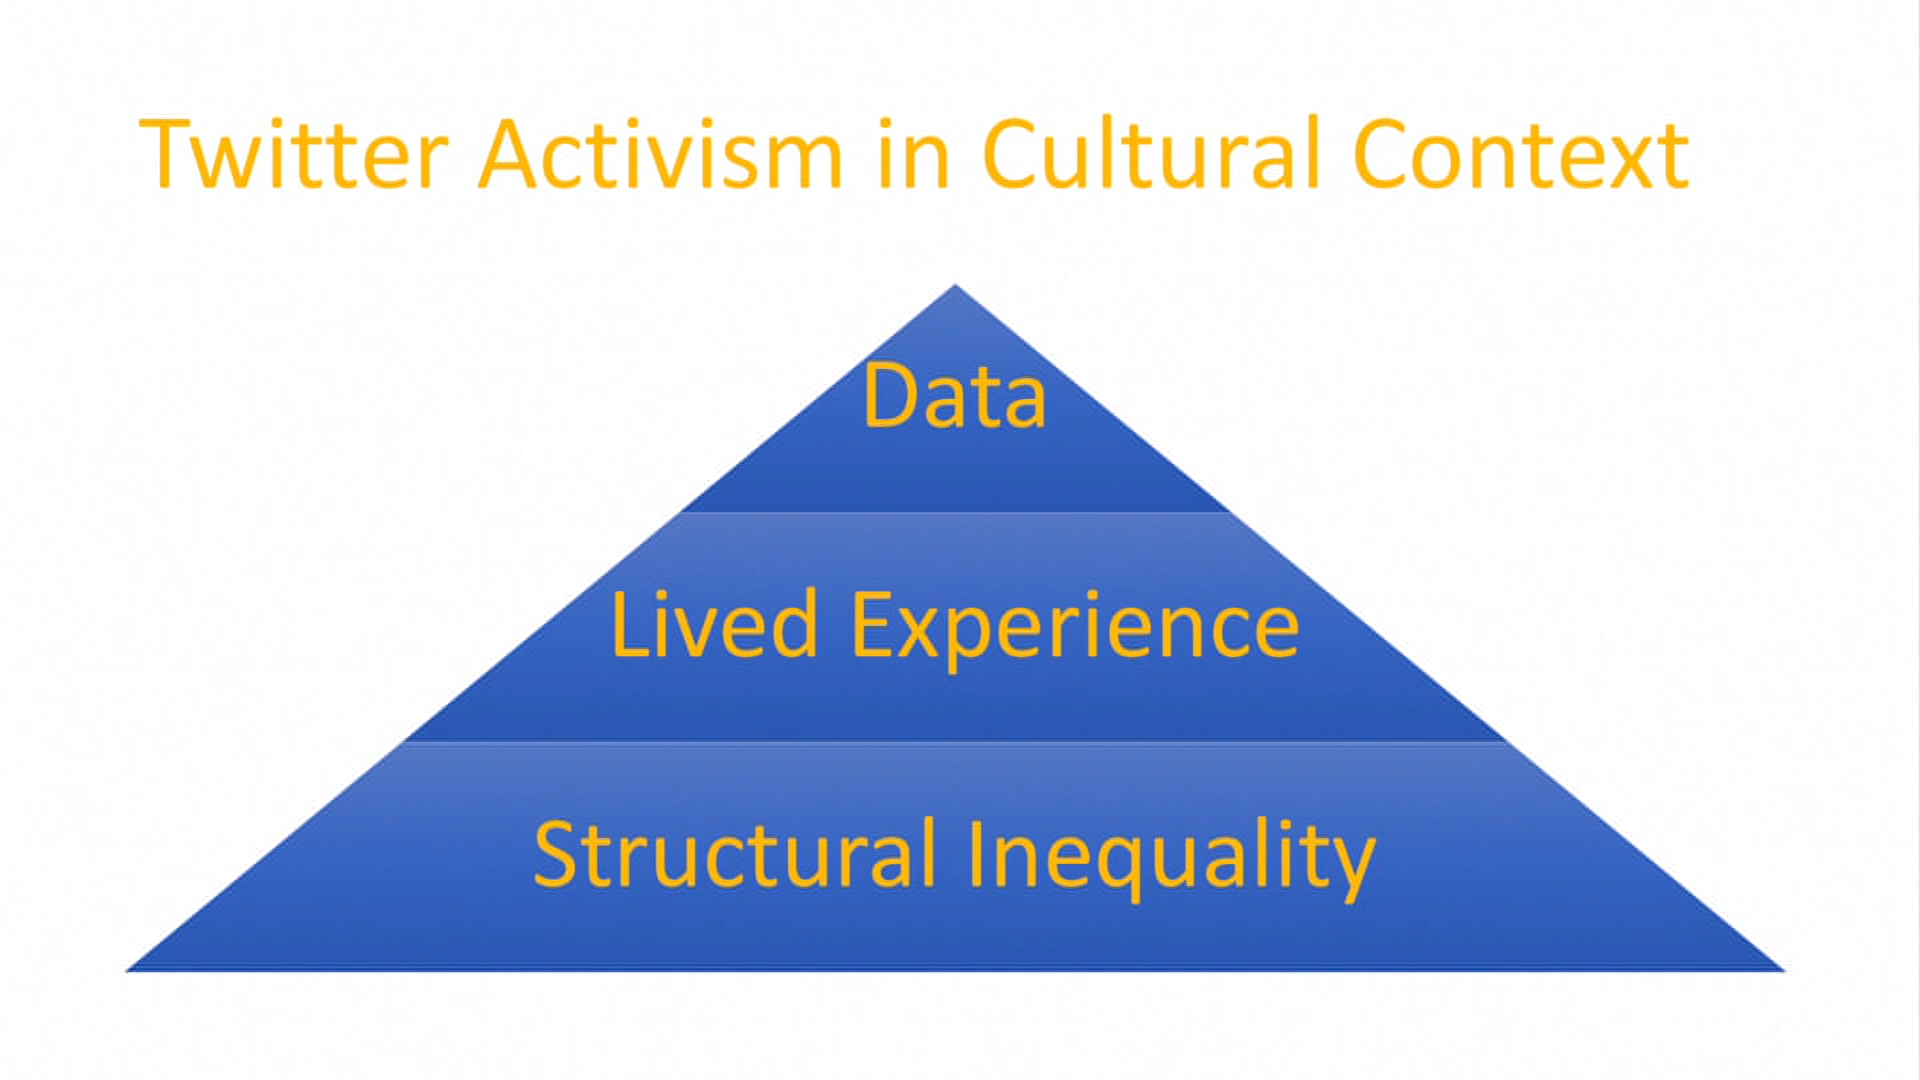 Twitter Activism in Cultural Context
Data
Lived Experience
Structural Inequality